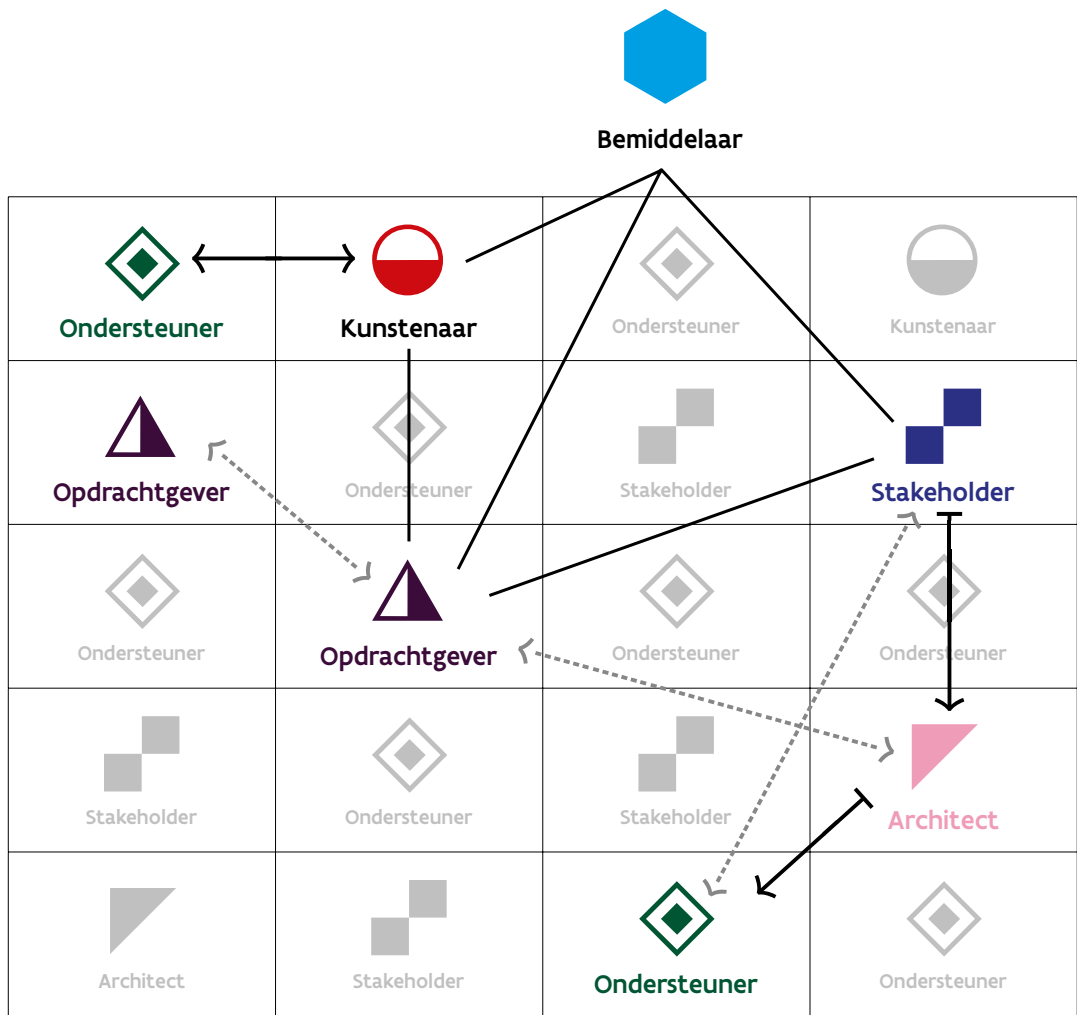 Bemiddelaar
Ondersteuner
Kunstenaar
Ondersteuner
Kunstenaar
Opdrachtgever
Ondersteuner
Stakeholder
Stakeholder
Ondersteuner
Opdrachtgever
Ondersteuner
Ondersteuner
Stakeholder
Ondersteuner
Stakeholder
Architect
Architect
Stakeholder
Ondersteuner
Ondersteuner